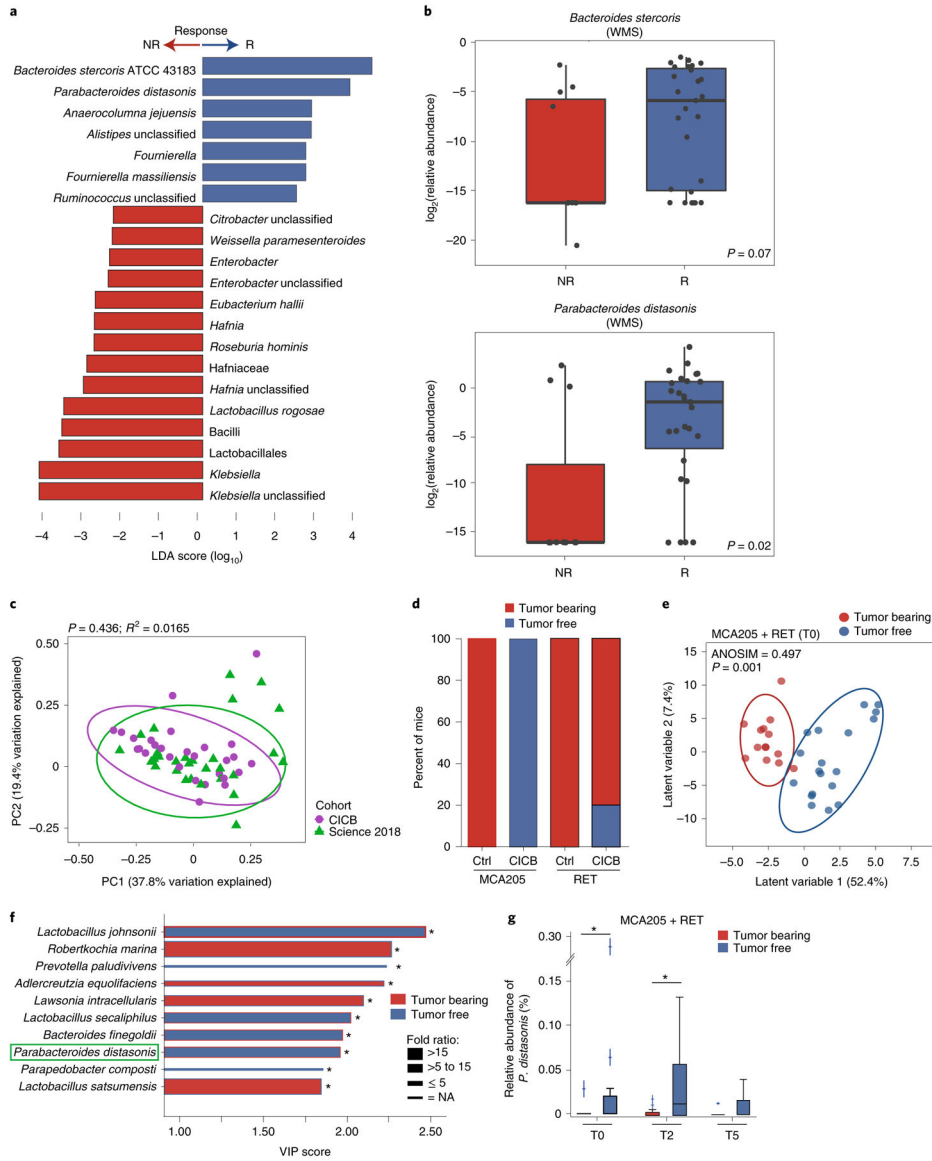 a
Response
NR R
Bacteroides stercoris ATCC 43183
Parabacteroides distasonis
Anaerocolumna jejuensis
Alistipes unclassified
Fournierella
Fournierella massiliensis
Ruminococcus unclassified
Citrobacter unclassified
Weissella paramesenteroides
Enterobacter
Enterobacter unclassified
Eubacterium hallii
Hafnia
Roseburia hominis
Hafniaceae
Hafnia unclassified
Lactobacillus rogosae
Bacilli
Lactobacillales
Klebsiella
Klebsiella unclassified
–4 –3 –2 –1 0 1 2 3 4
LDA score (log10)
b
Bacteroides stercoris
(WMS)
log2(relative abundance)
0
–5
–10
–15
–20
P = 0.07
NR R
Parabacteroides distasonis
(WMS)
log2(relative abundance)
0
–5
–10
–15
P = 0.02
NR R
c
P = 0.436; R2 = 0.0165
PC2 (19.4% variation explained)
0.50
0.25
0
–0.25
–0.50 –0.25 0 0.25
PC1 (37.8% variation explained)
Cohort
CICB
Science 2018
d
Tumor bearing
Tumor free
Percent of mice
100
80
60
40
20
0
Ctrl CICB Ctrl CICB
MCA205 RET
e
Tumor bearing
Tumor free
MCA205 + RET (T0)
ANOSIM = 0.497
P = 0.001
Latent variable 2 (7.4%)
15
10
5
0
–5
–10
–5.0 –2.5 0 2.5 5.0 7.5
Latent variable 1 (52.4%)
f
Lactobacillus johnsonii *
Robertkochia marina *
Prevotella paludivivens *
Adlercreutzia equolifaciens *
Lawsonia intracellularis *
Lactobacillus secaliphilus *
Bacteroides finegoldii *
Parabacteroides distasonis *
Parapedobacter composti *
Lactobacillus satsumensis *
1.00 1.50 2.00 2.50
VIP score
Tumor bearing
Tumor free
Fold ratio:
>15
>5 to 15
≤ 5
= NA
g
MCA205 + RET
Tumor bearing
Tumor free
Relative abundance of
P. distasonis (%)
0.30
0.15
0.10
0.05
0
* *
T0 T2 T5